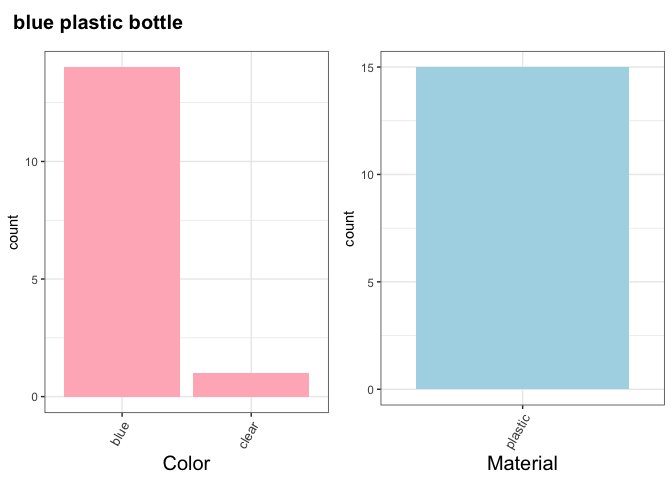 blue plastic bottle
count
10
5
0
blue
clear
Color
count
15
10
5
0
plastic
Material